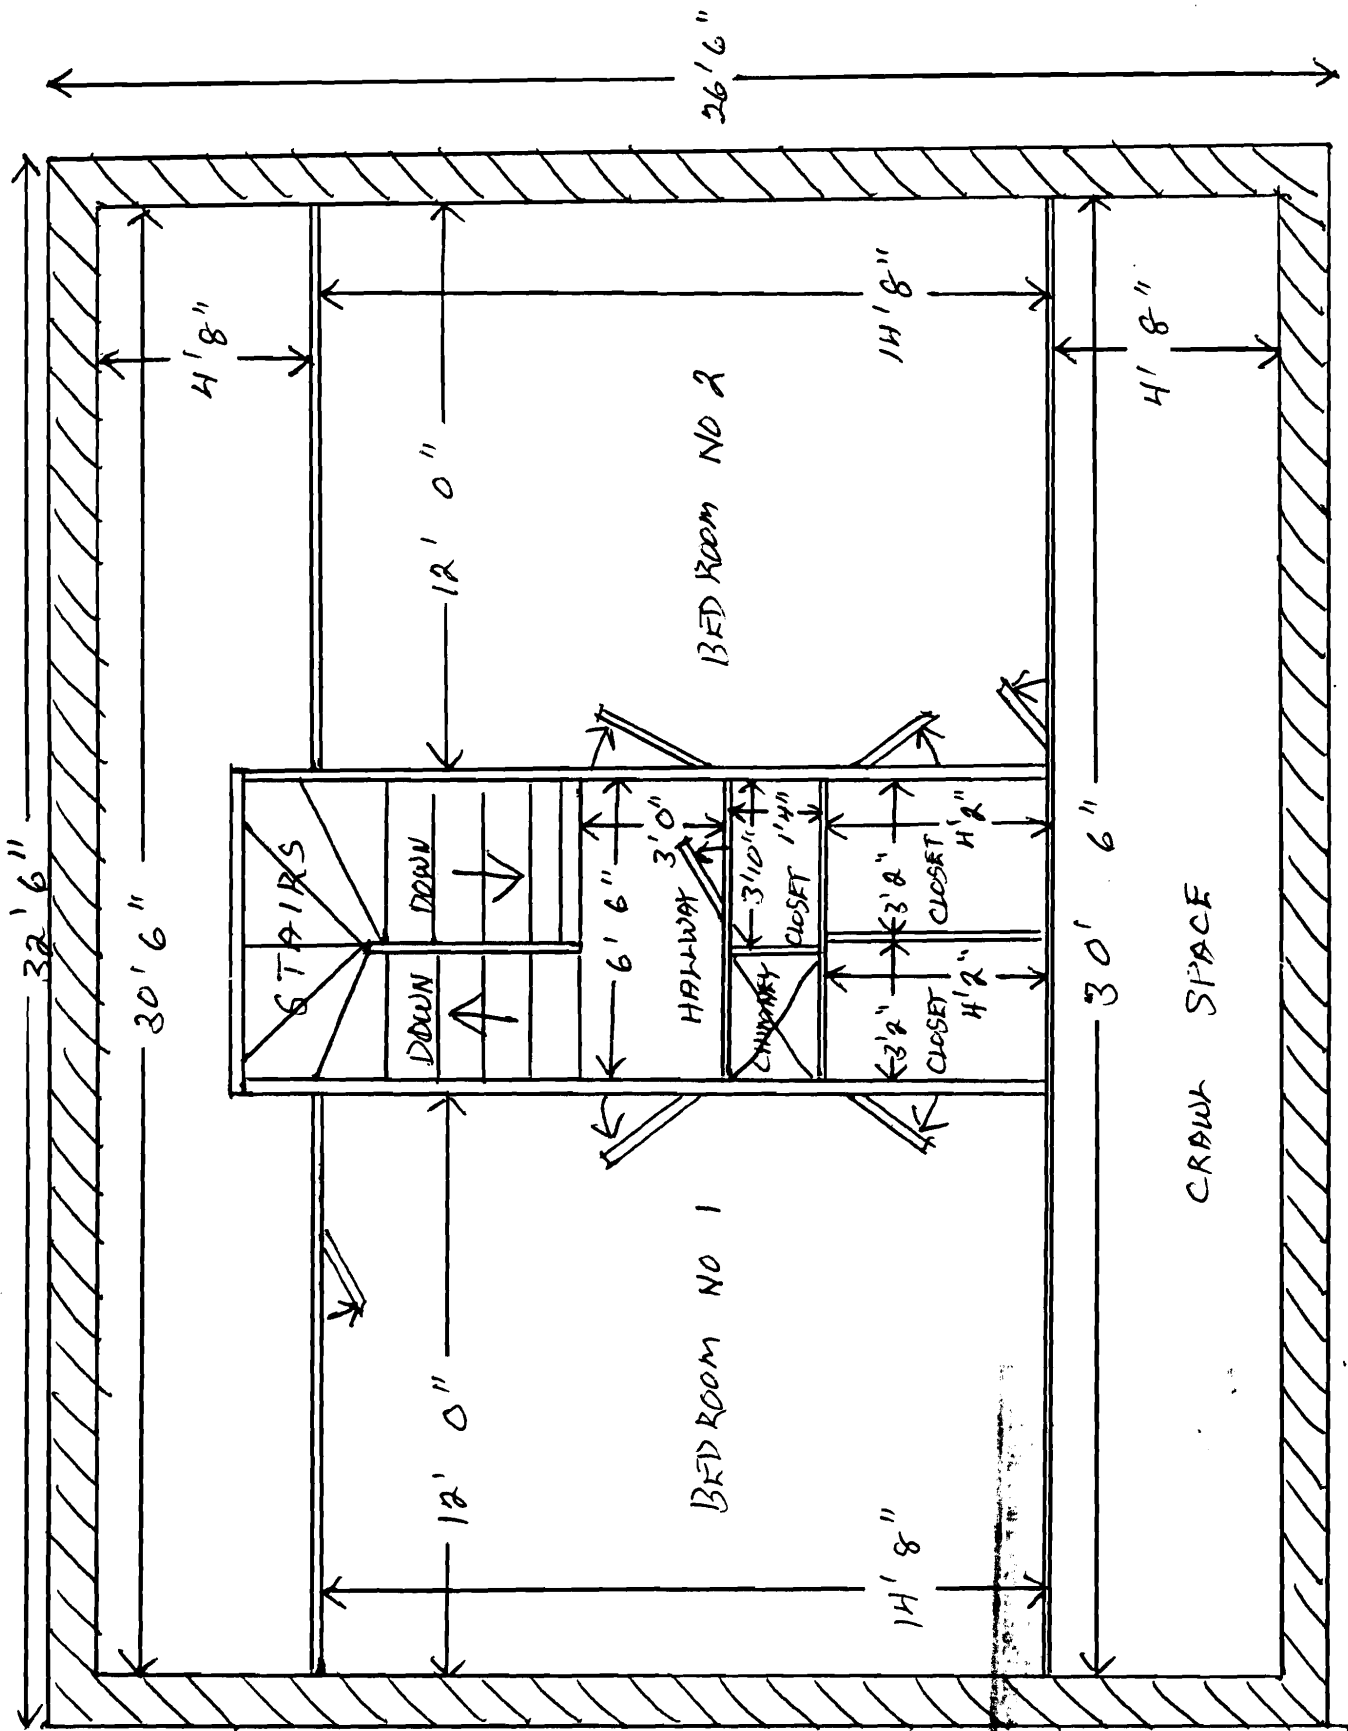 32' 6"
26' 6"
30' 6"
4' 8"
STAIRS
DOWN
DOWN
12' 0"
12' 0"
6' 6"
3' 0"
HALLWAY
BED ROOM NO 1
BED ROOM NO 2
CHIMNEY
3'10"
1'4"
CLOSET
14' 8"
14' 8"
3'2"
3'2"
CLOSET
CLOSET
4'2"
4'2"
30' 6"
4' 8"
CRAWL SPACE